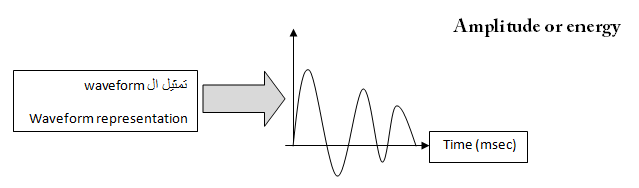 Amplitude or energy
تمثيل ال waveform
Waveform representation
Time (msec)